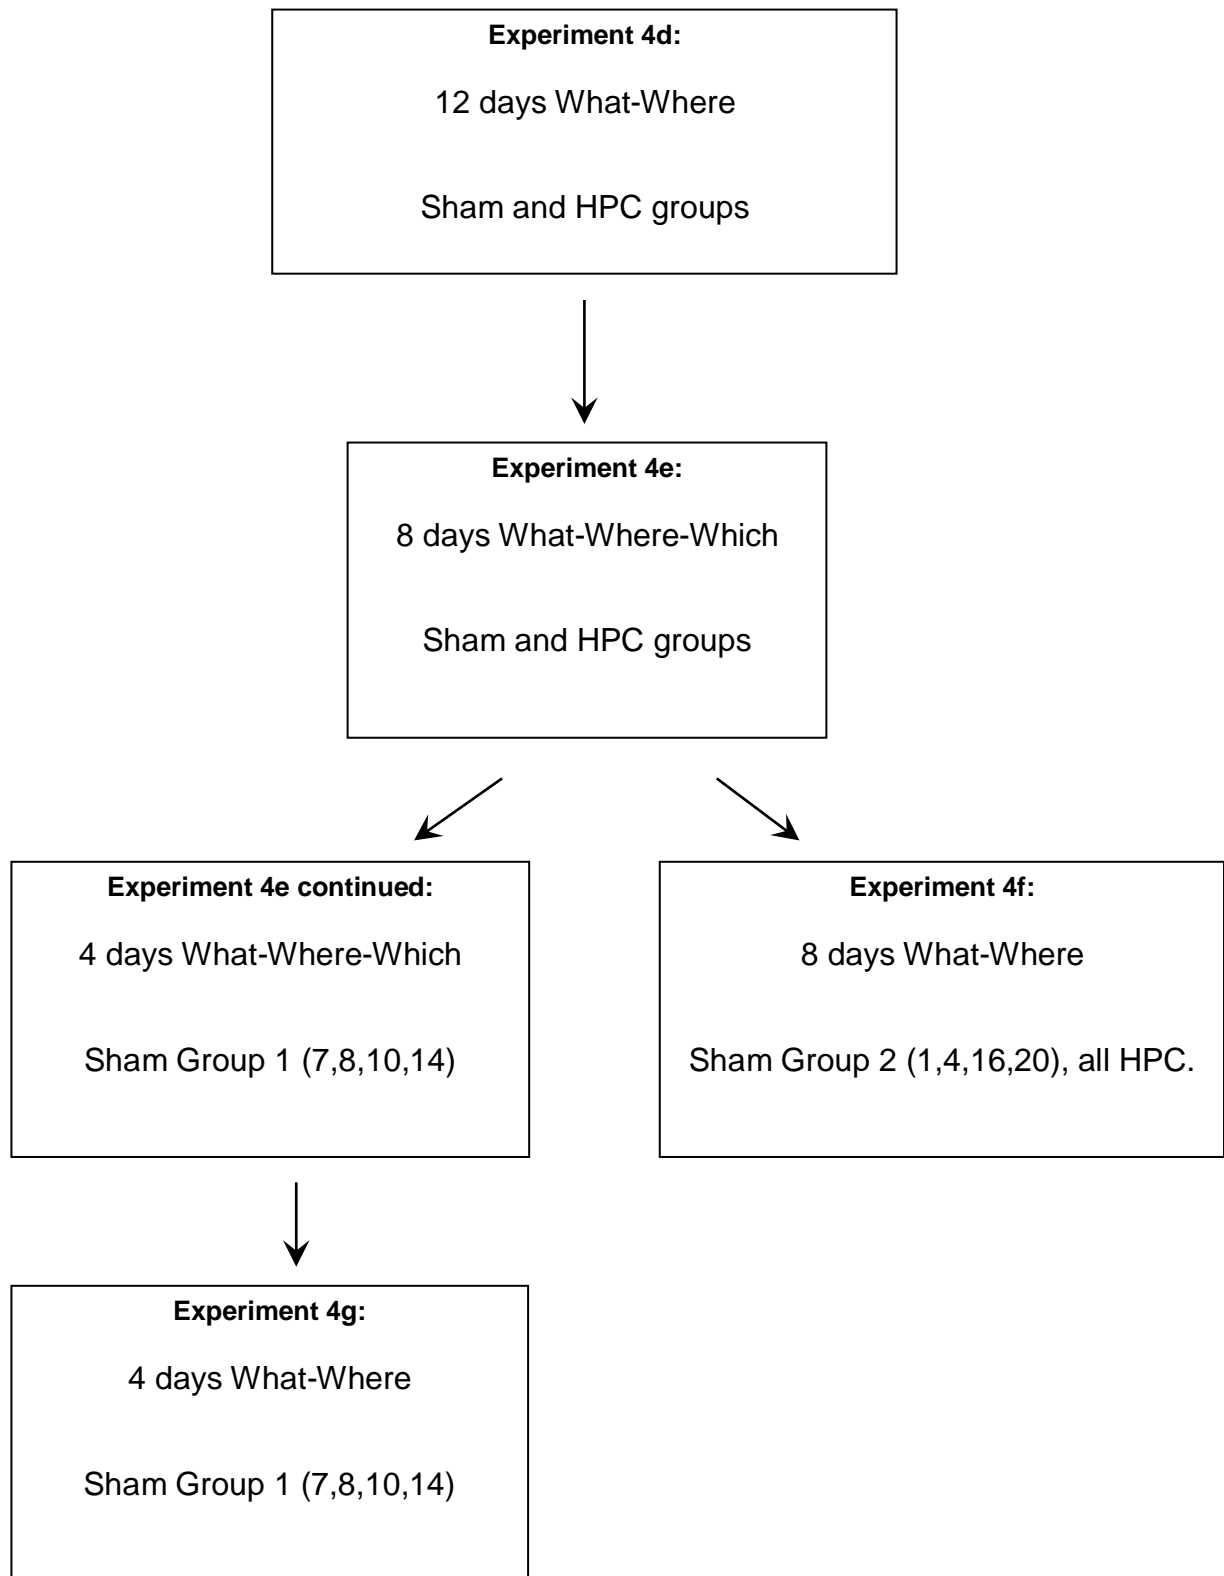 Experiment 4d:
12 days What-Where
Sham and HPC groups
Experiment 4e:
8 days What-Where-Which
Sham and HPC groups
Experiment 4e continued:
4 days What-Where-Which
Sham Group 1 (7,8,10,14)
Experiment 4f:
8 days What-Where
Sham Group 2 (1,4,16,20), all HPC.
Experiment 4g:
4 days What-Where
Sham Group 1 (7,8,10,14)